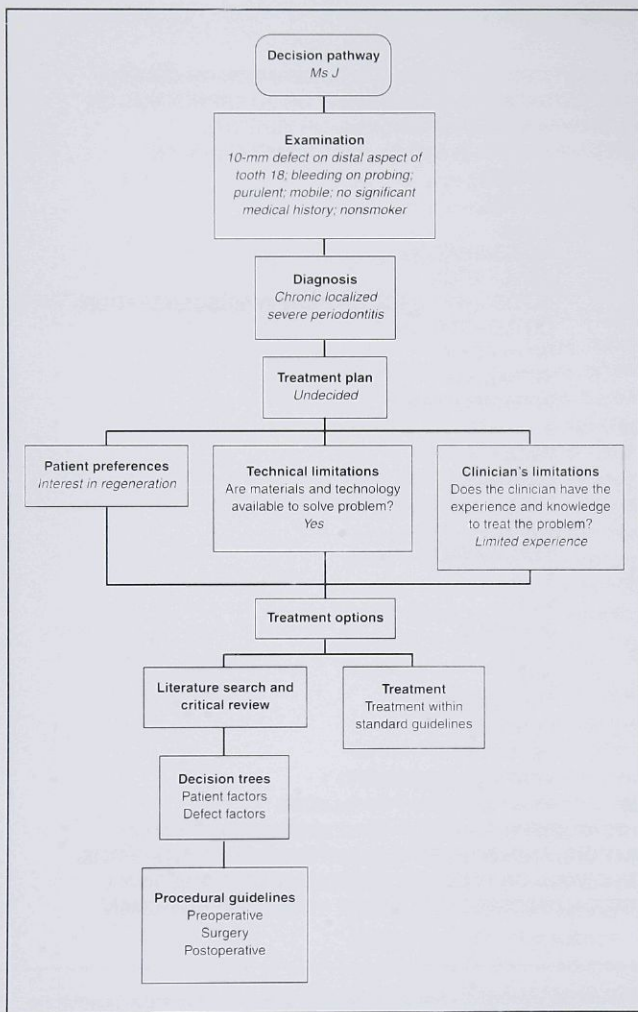 Decision pathway
Ms J
Examination
10-mm defect on distal aspect of
tooth 18; bleeding on probing;
purulent; mobile; no significant
medical history; nonsmoker
Diagnosis
Chronic localized
severe periodontitis
Treatment plan
Undecided
Patient preferences
Interest in regeneration
Technical limitations
Are materials and technology
available to solve problem?
Yes
Clinician's limitations
Does the clinician have the
experience and knowledge
to treat the problem?
Limited experience
Treatment options
Literature search and
critical review
Treatment
Treatment within
standard guidelines
Decision trees
Patient factors
Defect factors
Procedural guidelines
Preoperative
Surgery
Postoperative